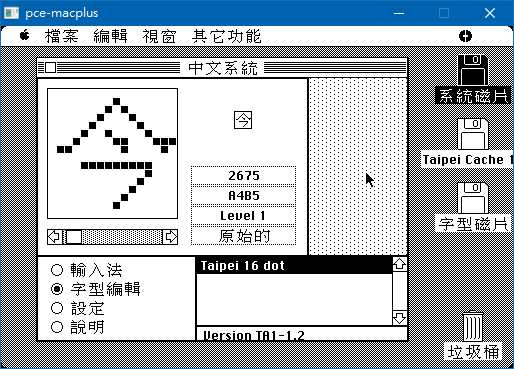 pce-macplus
檔案 編輯 視窗 其它功能
中文系統
今
今
2675
A4B5
Level 1
原始的
輸入法
字型編輯
設定
說明
Taipei 16 dot
Version TA1-1.2
系統磁片
Taipei Cache 1
字型磁片
垃圾桶